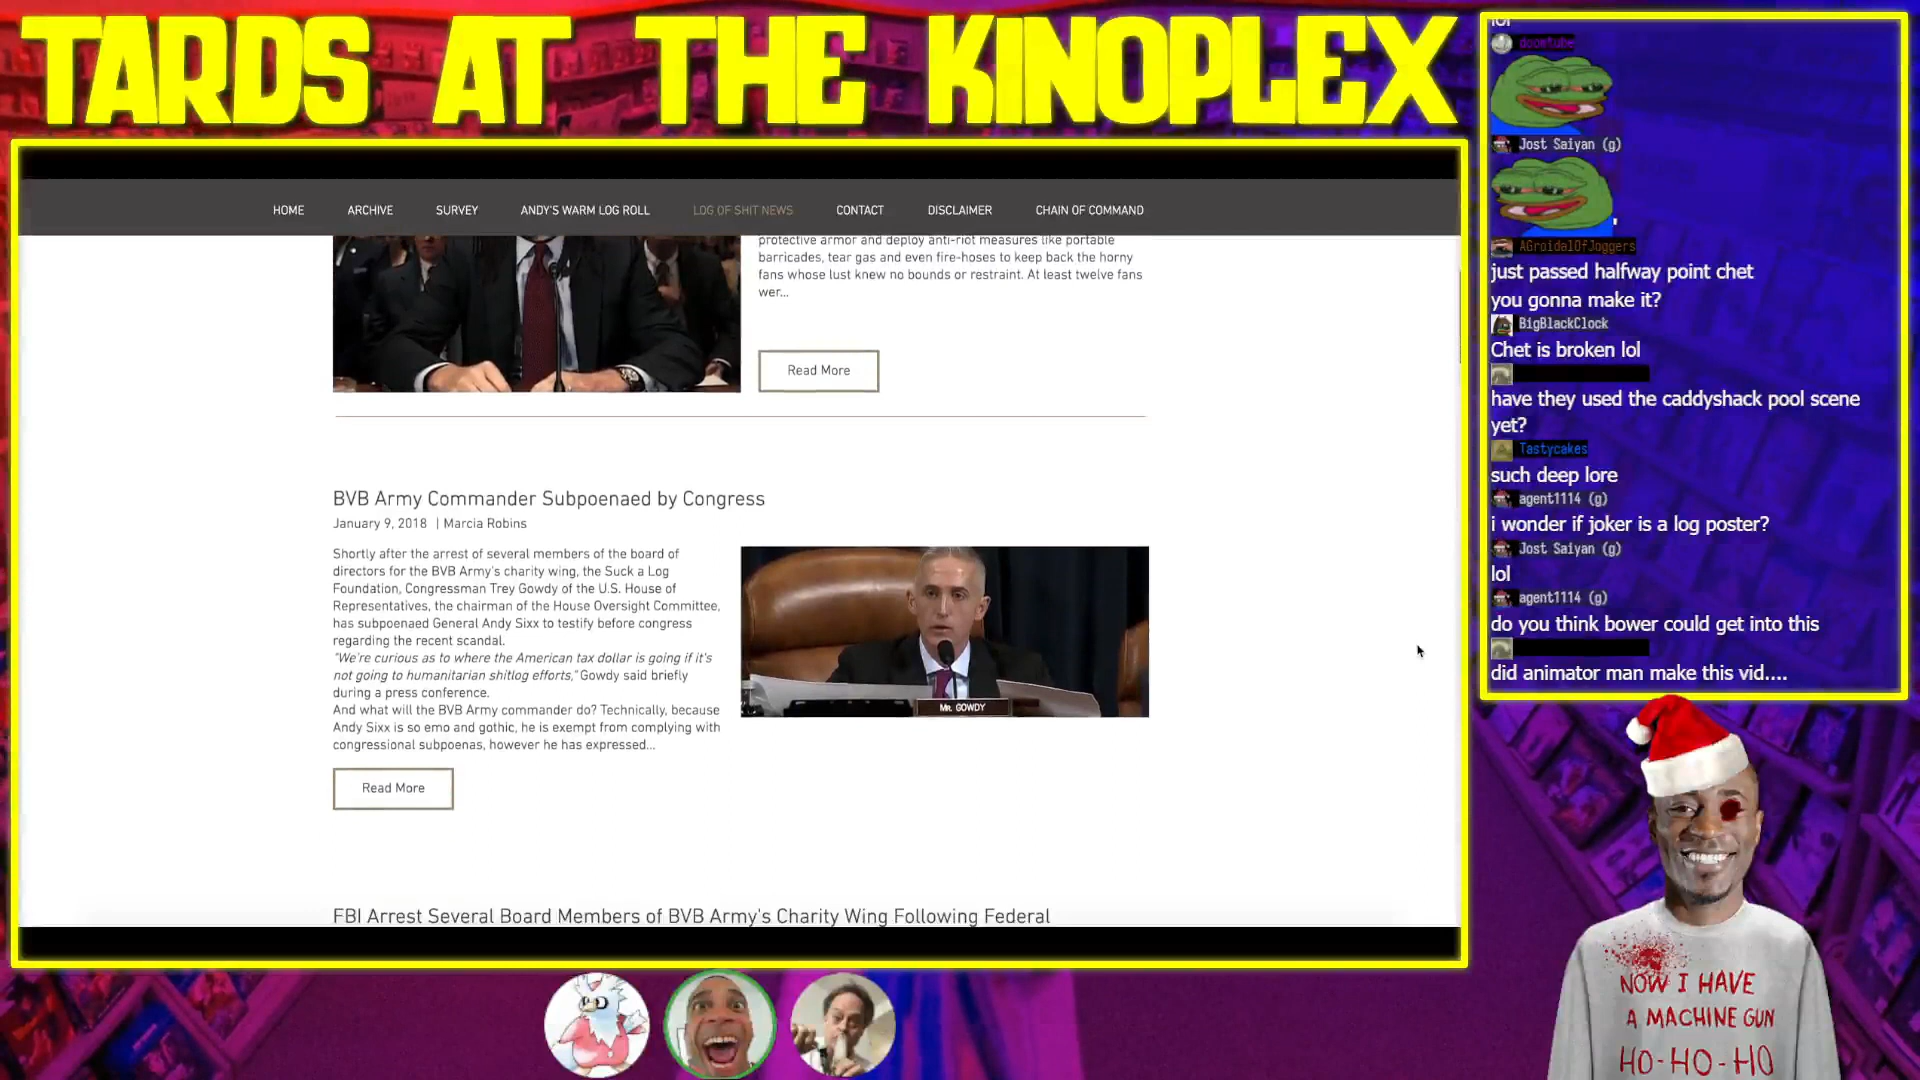 TARDS AT THE KINOPLEX
HOME ARCHIVE SURVEY ANDY'S WARM LOG ROLL LOG OF SHIT NEWS CONTACT DISCLAIMER CHAIN OF COMMAND
protective armor and deploy anti-riot measures like portable
barricades, tear gas and even fire-hoses to keep back the horny
fans whose lust knew no bounds or restraint. At least twelve fans
wer...
Read More
BVB Army Commander Subpoenaed by Congress
January 9, 2018 | Marcia Robins
Shortly after the arrest of several members of the board of
directors for the BVB Army's charity wing, the Suck a Log
Foundation, Congressman Trey Gowdy of the U.S. House of
Representatives, the chairman of the House Oversight Committee,
has subpoenaed General Andy Sixx to testify before congress
regarding the recent scandal.
"We're curious as to where the American tax dollar is going if it's
not going to humanitarian shitlog efforts," Gowdy said briefly
during a press conference.
And what will the BVB Army commander do? Technically, because
Andy Sixx is so emo and gothic, he is exempt from complying with
congressional subpoenas, however he has expressed...
MR. GOWDY
Read More
FBI Arrest Several Board Members of BVB Army's Charity Wing Following Federal
lol
doomtube
Jost Saiyan (g)
AGroidalOfJoggers
just passed halfway point chet
you gonna make it?
BigBlackClock
Chet is broken lol
have they used the caddyshack pool scene
yet?
Tastycakes
such deep lore
agent1114 (g)
i wonder if joker is a log poster?
Jost Saiyan (g)
lol
agent1114 (g)
do you think bower could get into this
did animator man make this vid....
NOW I HAVE
A MACHINE GUN
HO-HO-HO